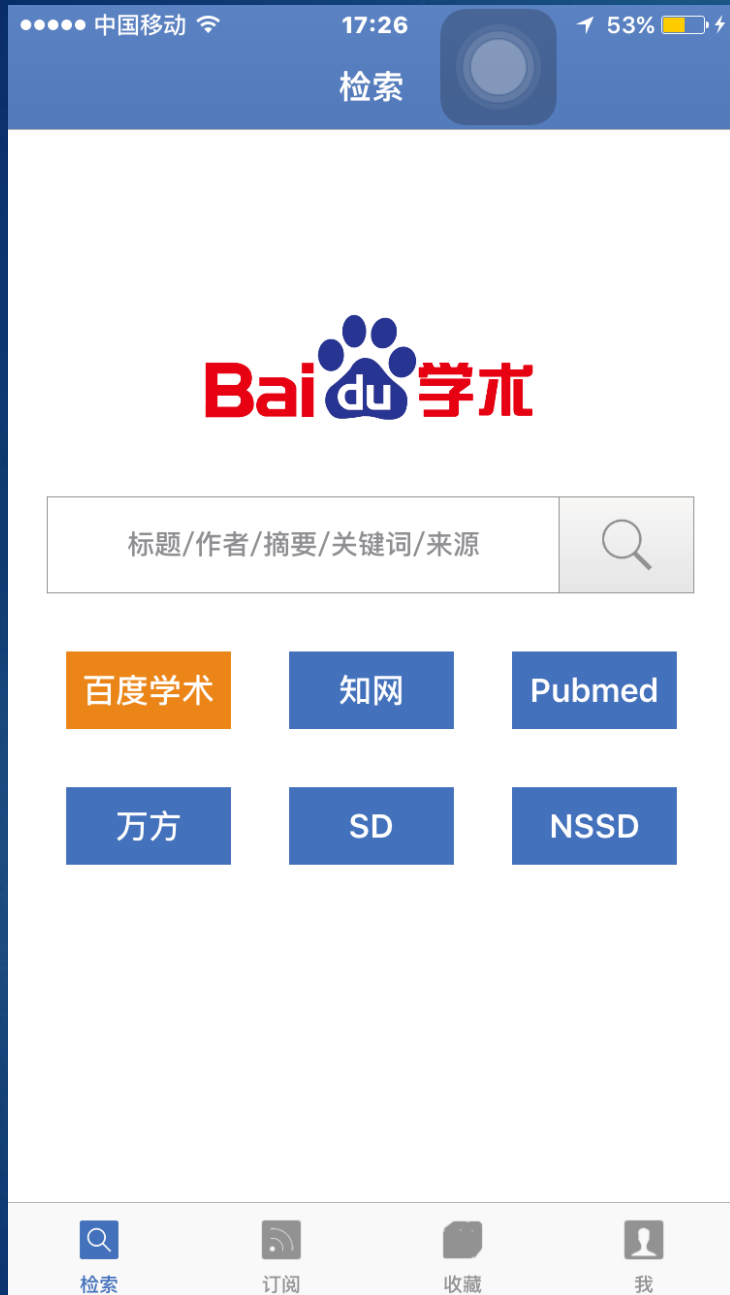 中国移动 17:26 53%
检索
Baidu学术
标题/作者/摘要/关键词/来源
百度学术 知网 Pubmed
万方 SD NSSD
检索 订阅 收藏 我